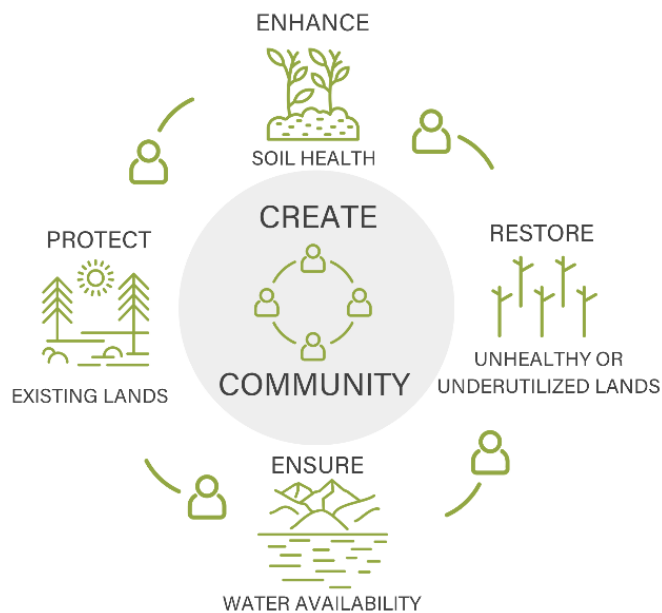 ENHANCE
SOIL HEALTH
PROTECT
EXISTING LANDS
CREATE
COMMUNITY
RESTORE
UNHEALTHY OR
UNDERUTILIZED LANDS
ENSURE
WATER AVAILABILITY